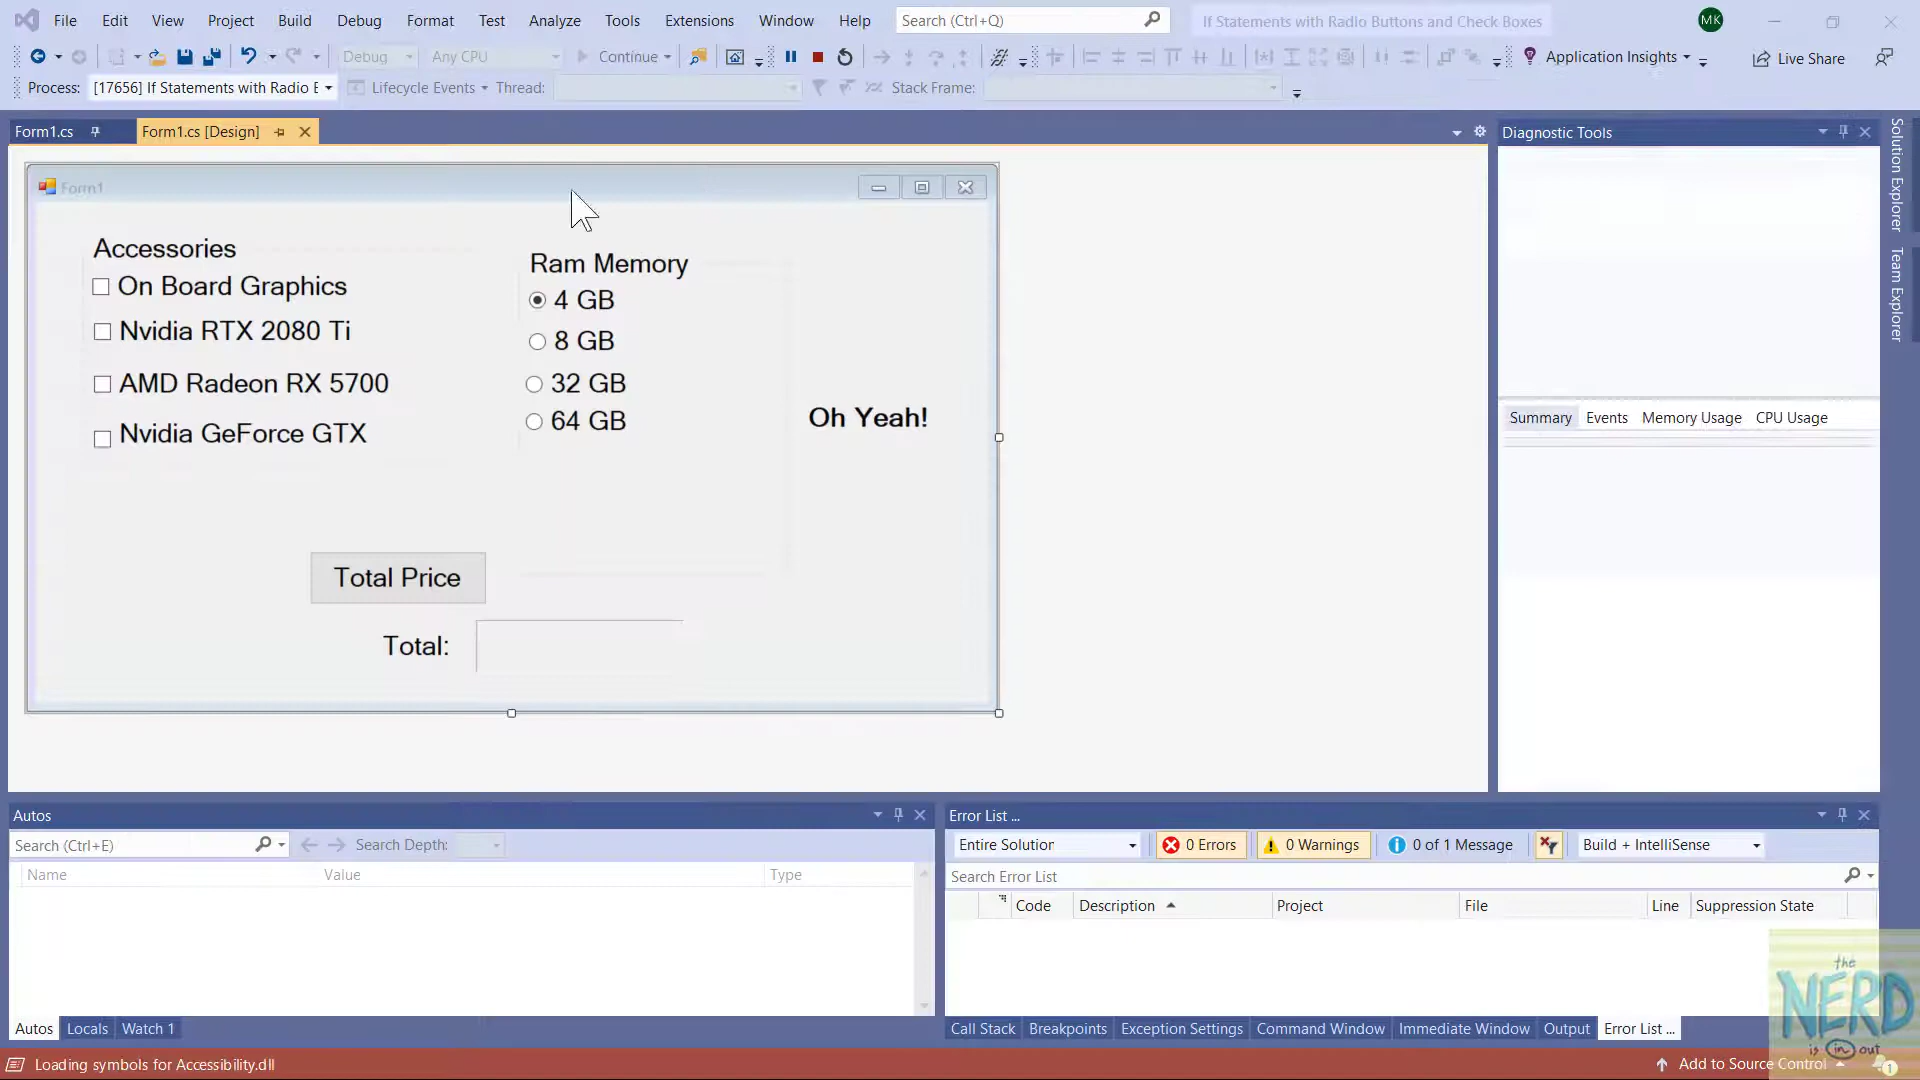 File Edit View Project Build Debug Format Test Analyze Tools Extensions Window Help Search (Ctrl+Q) If Statements with Radio Buttons and Check Boxes MK
Debug Any CPU Continue Application Insights Live Share
Process: [17656] If Statements with Radio E Lifecycle Events Thread: Stack Frame:
Form1.cs Form1.cs [Design] Diagnostic Tools
Solution Explorer
Team Explorer
Form1
Accessories
On Board Graphics
Nvidia RTX 2080 Ti
AMD Radeon RX 5700
Nvidia GeForce GTX
Ram Memory
4 GB
8 GB
32 GB
64 GB
Oh Yeah!
Total Price
Total:
Summary Events Memory Usage CPU Usage
Autos
Search (Ctrl+E) Search Depth:
Name Value Type
Autos Locals Watch 1
Error List ...
Entire Solution 0 Errors 0 Warnings 0 of 1 Message Build + IntelliSense
Search Error List
Code Description Project File Line Suppression State
Call Stack Breakpoints Exception Settings Command Window Immediate Window Output Error List ...
Loading symbols for Accessibility.dll Add to Source Control 1
the
NERD
is in out